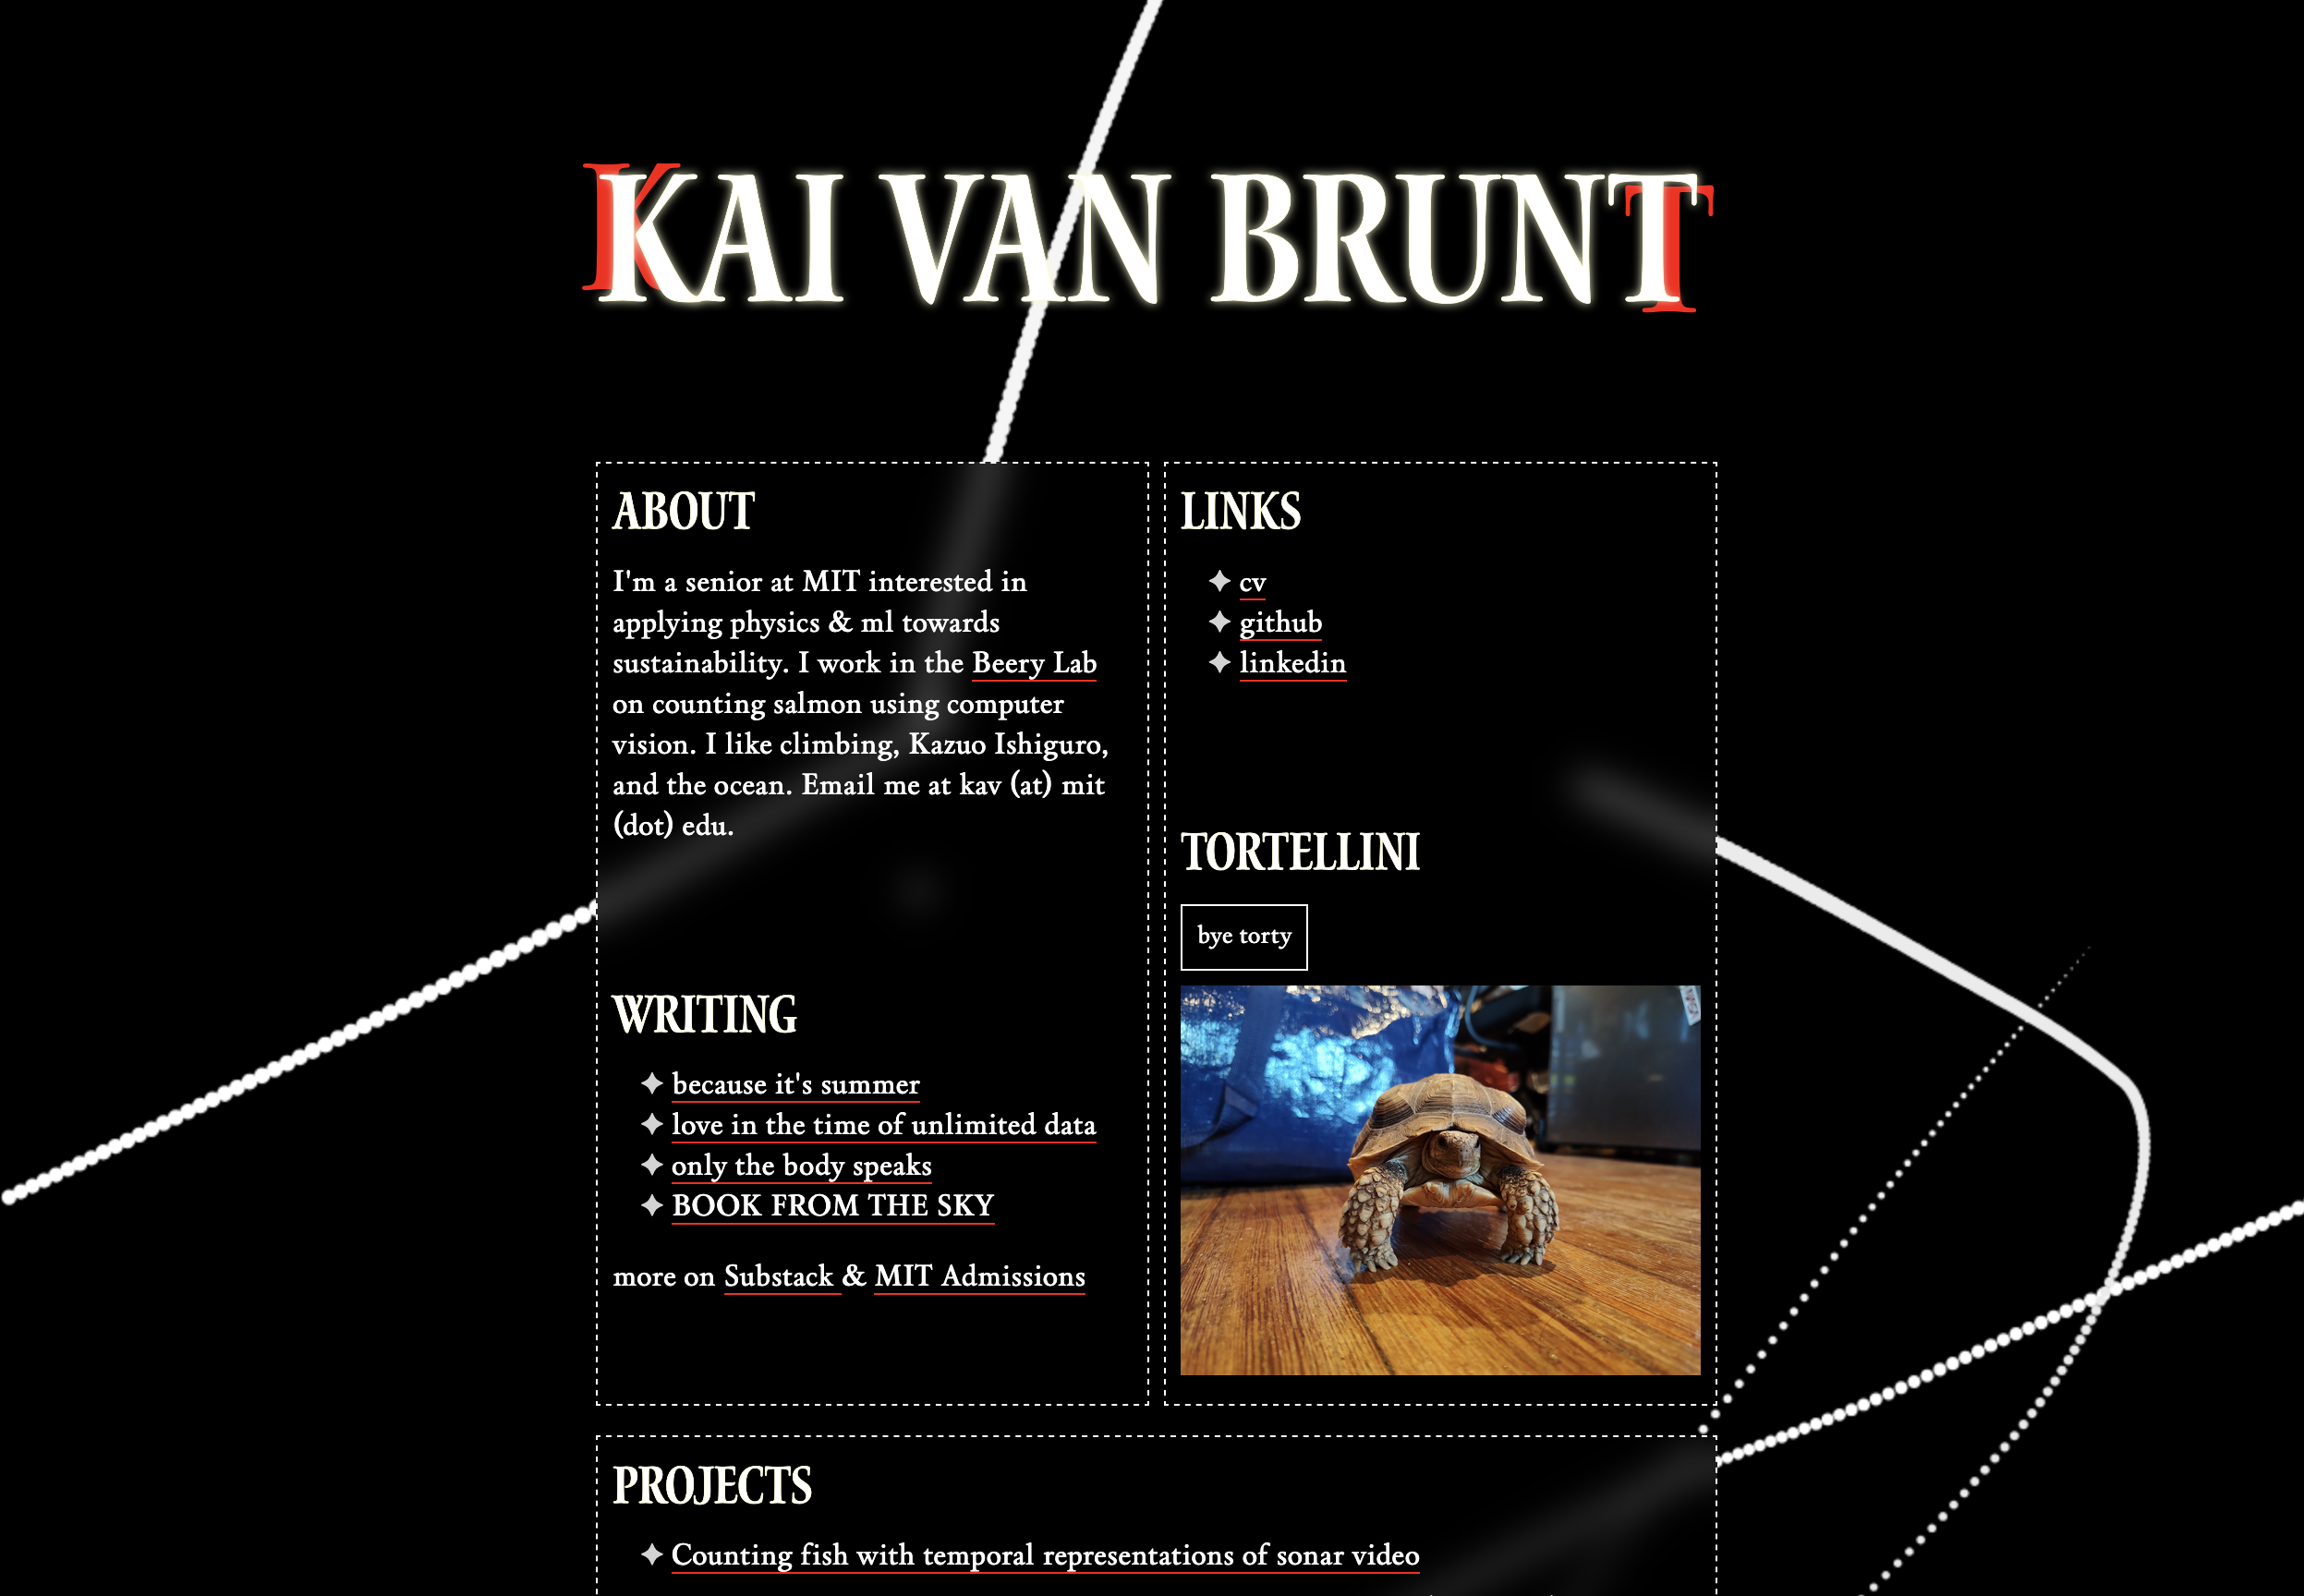 KAI VAN BRUNT
ABOUT
I'm a senior at MIT interested in
applying physics & ml towards
sustainability. I work in the Beery Lab
on counting salmon using computer
vision. I like climbing, Kazuo Ishiguro,
and the ocean. Email me at kav (at) mit
(dot) edu.
WRITING
✦ because it's summer
✦ love in the time of unlimited data
✦ only the body speaks
✦ BOOK FROM THE SKY
more on Substack & MIT Admissions
LINKS
✦ cv
✦ github
✦ linkedin
TORTELLINI
bye torty
PROJECTS
✦ Counting fish with temporal representations of sonar video